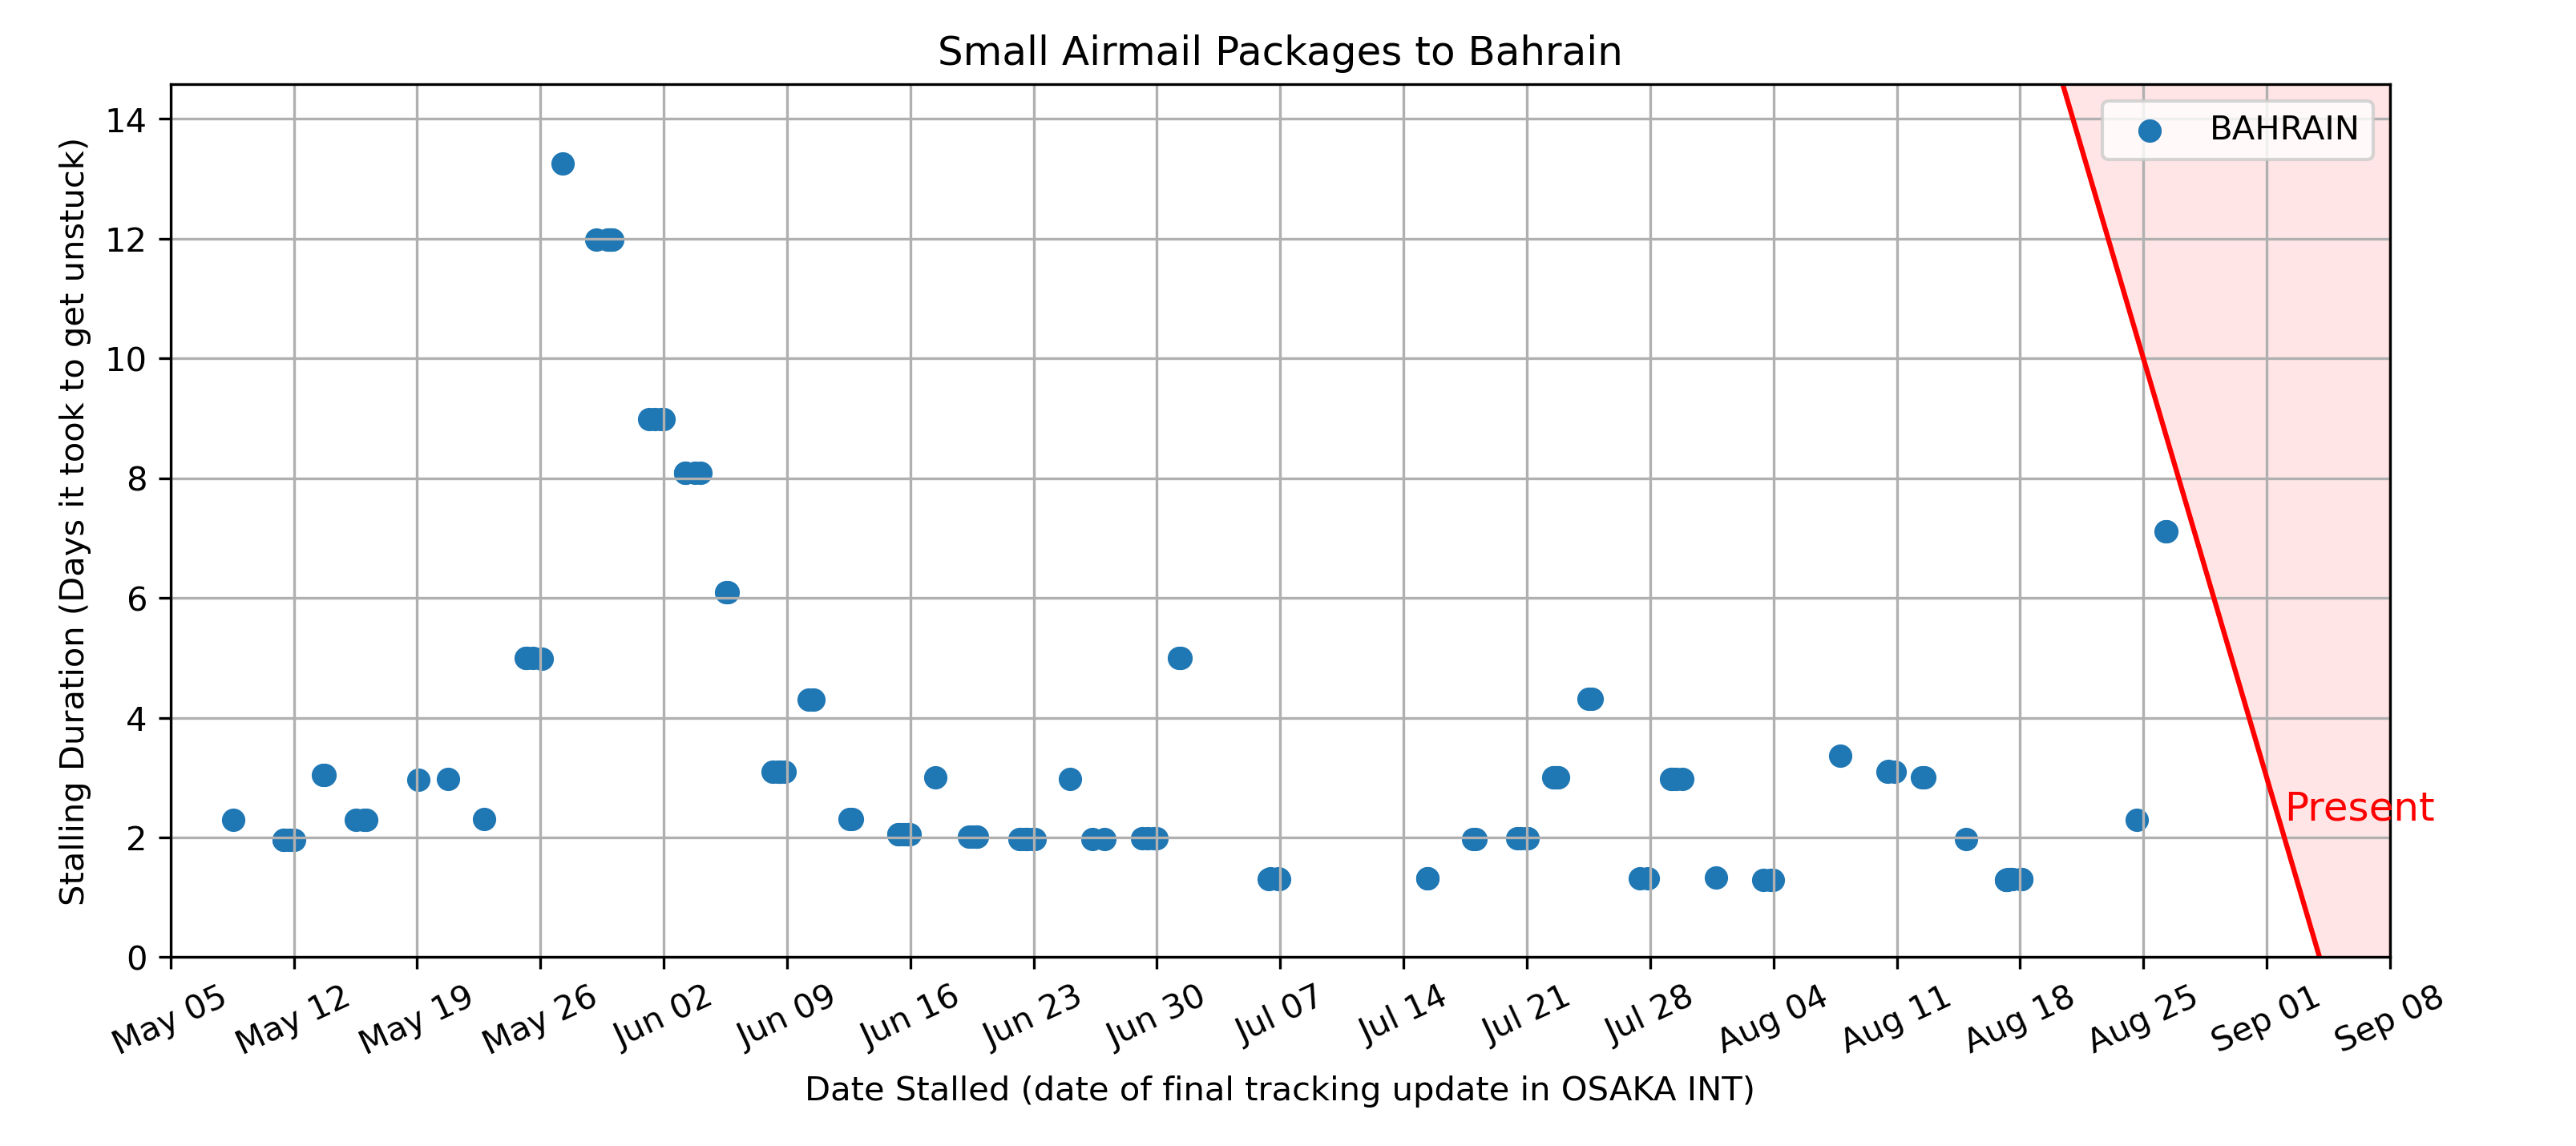 Small Airmail Packages to Bahrain
BAHRAIN
Stalling Duration (Days it took to get unstuck)
14
12
10
8
6
4
2
0
Present
May 05
May 12
May 19
May 26
Jun 02
Jun 09
Jun 16
Jun 23
Jun 30
Jul 07
Jul 14
Jul 21
Jul 28
Aug 04
Aug 11
Aug 18
Aug 25
Sep 01
Sep 08
Date Stalled (date of final tracking update in OSAKA INT)